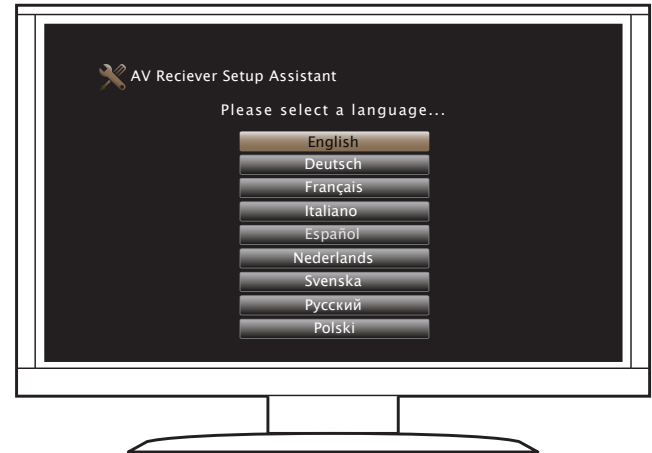 AV Reciever Setup Assistant
Please select a language...
English
Deutsch
Français
Italiano
Español
Nederlands
Svenska
Русский
Polski